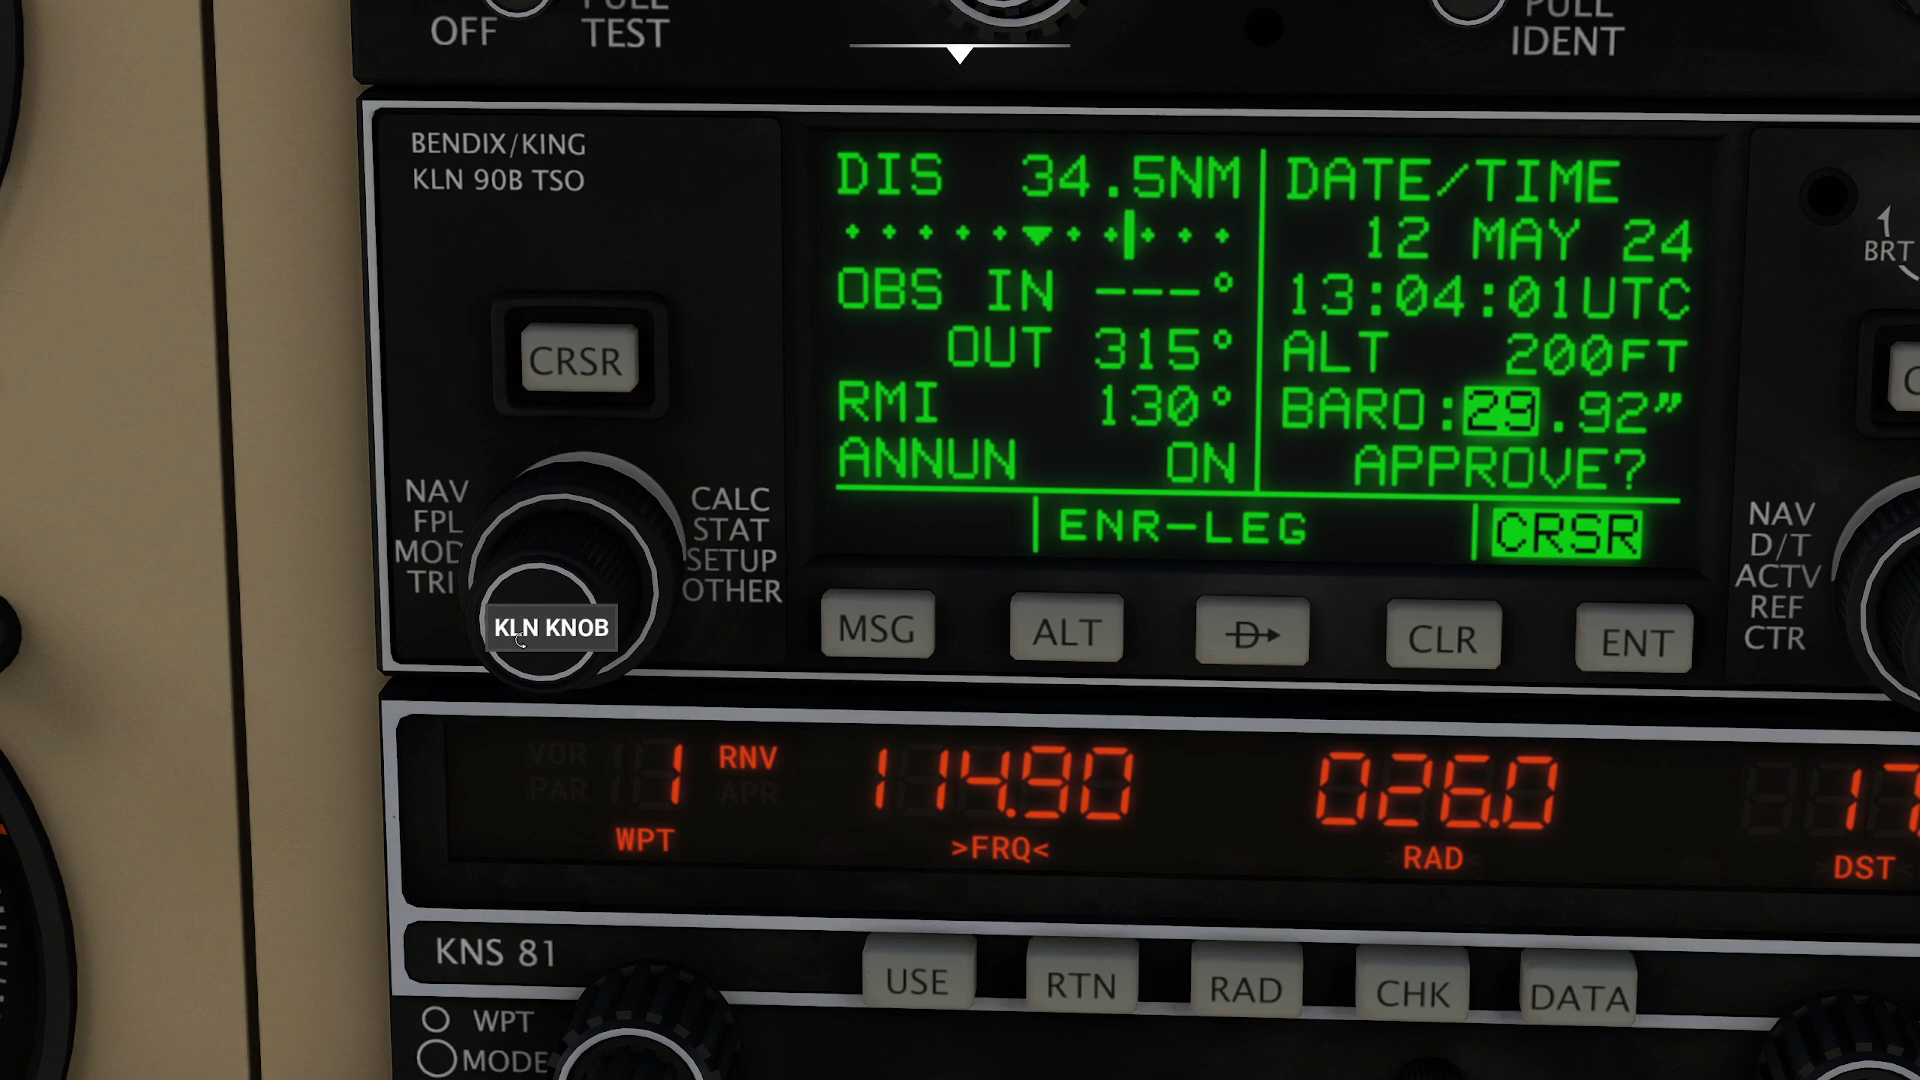 OFF
TEST
IDENT
BENDIX/KING
KLN 90B TSO
DIS 34.5NM
OBS IN ---°
OUT 315°
RMI 130°
ANNUN ON
DATE/TIME
12 MAY 24
13:04:01UTC
ALT 200FT
BARO:29.92"
APPROVE?
ENR-LEG
CRSR
CRSR
NAV
FPL
MOD
TRI
CALC
STAT
SETUP
OTHER
KLN KNOB
MSG
ALT
D
CLR
ENT
BRT
NAV
D/T
ACTV
REF
CTR
VOR
PAR
1
RNV
APR
WPT
114.90
>FRQ<
026.0
RAD
17
DST
KNS 81
USE
RTN
RAD
CHK
DATA
WPT
MODE